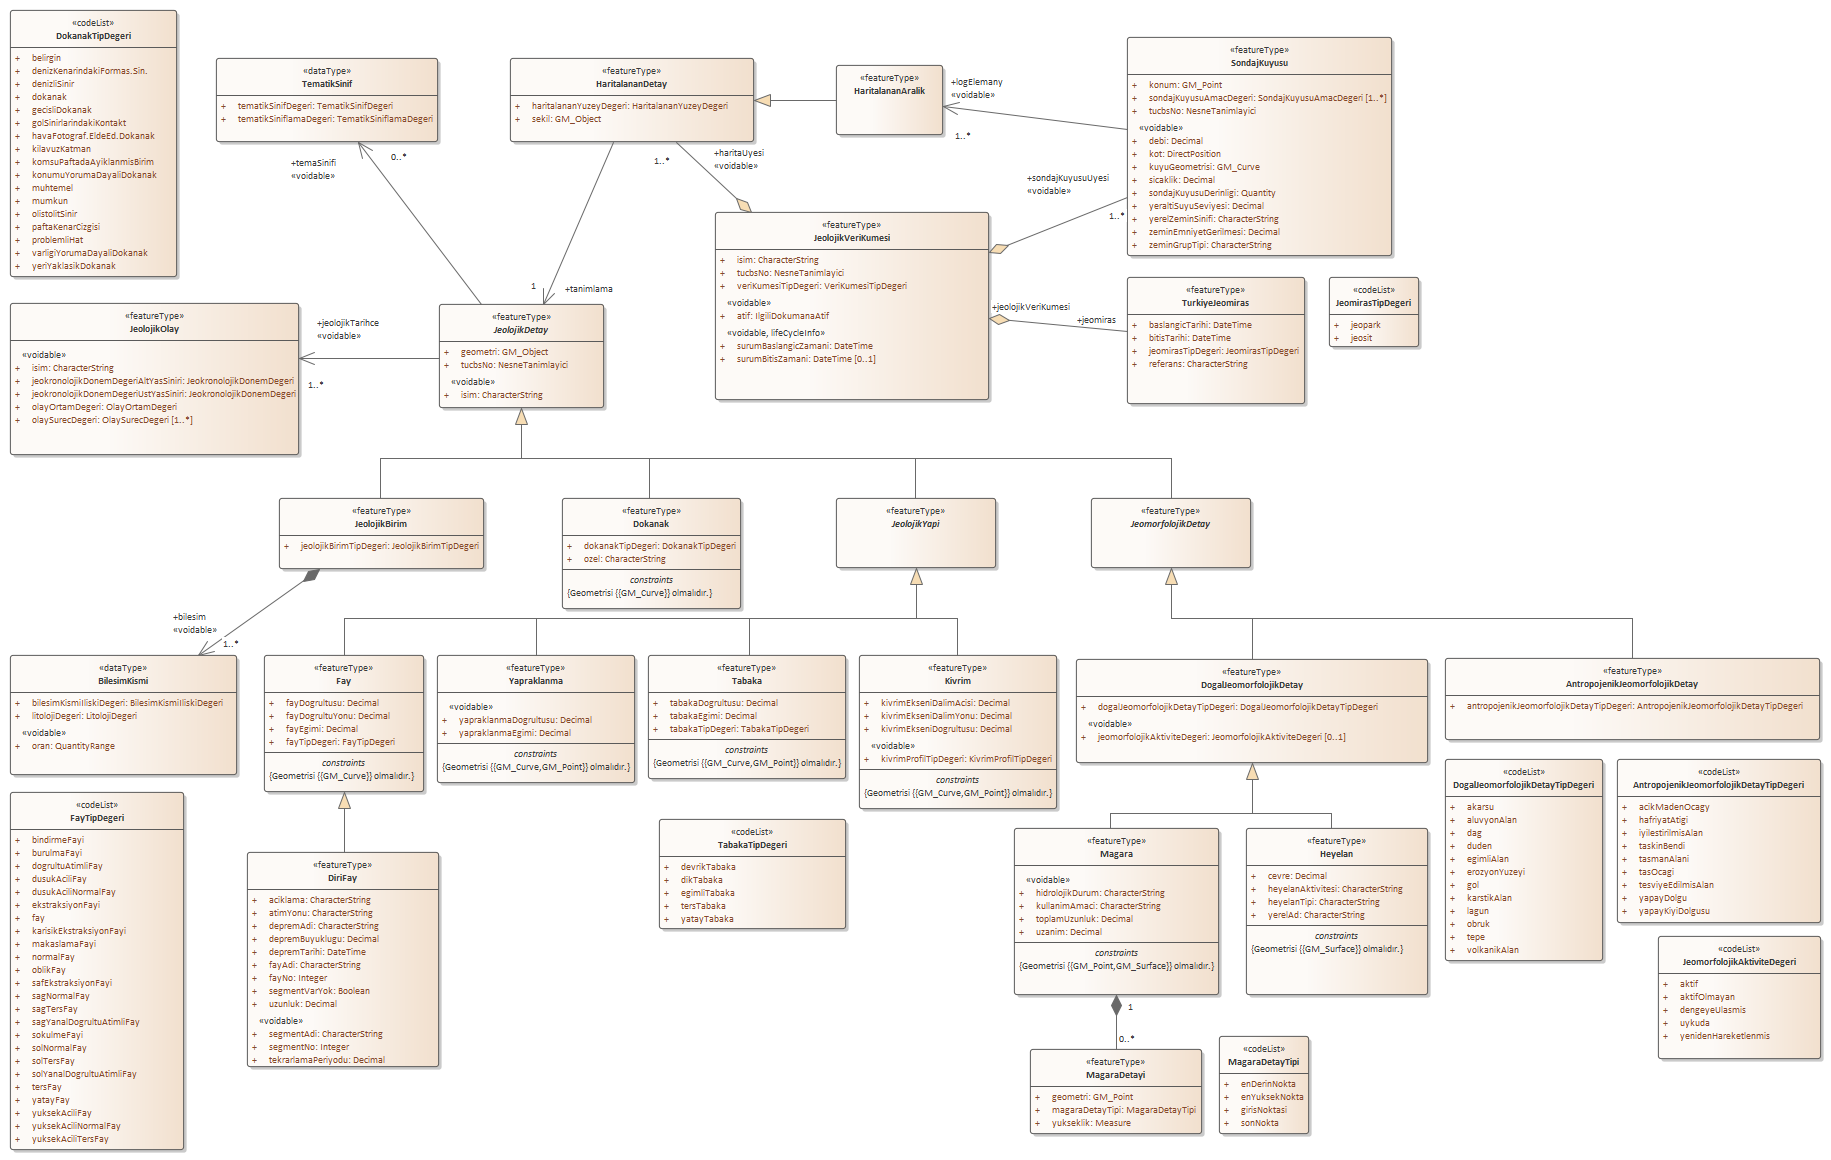 «codeList»
DokanakTipDegeri
+ belirgin
+ denizKenarindakiFormas.Sin.
+ denizliSinir
+ dokanak
+ gecisliDokanak
+ golSinirlarindakiKontakt
+ havaFotograf.EldeEd.Dokanak
+ kilavuzKatman
+ komsuPaftadaAyiklanmisBirim
+ konumuYorumaDayaliDokanak
+ muhtemel
+ mumkun
+ olistolitSinir
+ paftaKenarCizgisi
+ problemliHat
+ varligiYorumaDayaliDokanak
+ yeriYaklasikDokanak
«dataType»
TematikSinif
+ tematikSinifDegeri: TematikSinifDegeri
+ tematikSiniflamaDegeri: TematikSiniflamaDegeri
+temaSinifi
«voidable»
0..*
«featureType»
HaritalananDetay
+ haritalananYuzeyDegeri: HaritalananYuzeyDegeri
+ sekil: GM_Object
1..*
+haritaUyesi
«voidable»
«featureType»
HaritalananAralik
+logElemany
«voidable»
1..*
«featureType»
SondajKuyusu
+ konum: GM_Point
+ sondajKuyusuAmacDegeri: SondajKuyusuAmacDegeri [1..*]
+ tucbsNo: NesneTanimlayici
«voidable»
+ debi: Decimal
+ kot: DirectPosition
+ kuyuGeometrisi: GM_Curve
+ sicaklik: Decimal
+ sondajKuyusuDerinligi: Quantity
+ yeraltiSuyuSeviyesi: Decimal
+ yerelZeminSinifi: CharacterString
+ zeminEmniyetGerilmesi: Decimal
+ zeminGrupTipi: CharacterString
+sondajKuyusuUyesi
«voidable»
1..*
«featureType»
JeolojikVeriKumesi
+ isim: CharacterString
+ tucbsNo: NesneTanimlayici
+ veriKumesiTipDegeri: VeriKumesiTipDegeri
«voidable»
+ atif: IlgiliDokumanaAtif
«voidable, lifeCycleInfo»
+ surumBaslangicZamani: DateTime
+ surumBitisZamani: DateTime [0..1]
+jeolojikVeriKumesi
+jeomiras
«featureType»
TurkiyeJeomiras
+ baslangicTarihi: DateTime
+ bitisTarihi: DateTime
+ jeomirasTipDegeri: JeomirasTipDegeri
+ referans: CharacterString
«codeList»
JeomirasTipDegeri
+ jeopark
+ jeosit
«featureType»
JeolojikOlay
«voidable»
+ isim: CharacterString
+ jeokronolojikDonemDegeriAltYasSiniri: JeokronolojikDonemDegeri
+ jeokronolojikDonemDegeriUstYasSiniri: JeokronolojikDonemDegeri
+ olayOrtamDegeri: OlayOrtamDegeri
+ olaySurecDegeri: OlaySurecDegeri [1..*]
+jeolojikTarihce
«voidable»
1..*
1
+tanimlama
«featureType»
JeolojikDetay
+ geometri: GM_Object
+ tucbsNo: NesneTanimlayici
«voidable»
+ isim: CharacterString
«featureType»
JeolojikBirim
+ jeolojikBirimTipDegeri: JeolojikBirimTipDegeri
«featureType»
Dokanak
+ dokanakTipDegeri: DokanakTipDegeri
+ ozel: CharacterString
constraints
{Geometrisi {{GM_Curve}} olmalıdır.}
«featureType»
JeolojikYapi
«featureType»
JeomorfolojikDetay
+bilesim
«voidable»
1..*
«dataType»
BilesimKismi
+ bilesimKismiIliskiDegeri: BilesimKismiIliskiDegeri
+ litolojiDegeri: LitolojiDegeri
«voidable»
+ oran: QuantityRange
«featureType»
Fay
+ fayDogrultusu: Decimal
+ fayDogultuYonu: Decimal
+ fayEgimi: Decimal
+ fayTipDegeri: FayTipDegeri
constraints
{Geometrisi {{GM_Curve}} olmalıdır.}
«featureType»
Yapraklanma
«voidable»
+ yapraklanmaDogrultusu: Decimal
+ yapraklanmaEgimi: Decimal
constraints
{Geometrisi {{GM_Curve,GM_Point}} olmalıdır.}
«featureType»
Tabaka
+ tabakaDogrultusu: Decimal
+ tabakaEgimi: Decimal
+ tabakaTipDegeri: TabakaTipDegeri
constraints
{Geometrisi {{GM_Curve,GM_Point}} olmalıdır.}
«featureType»
Kivrim
+ kivrimEkseniDalimAcisi: Decimal
+ kivrimEkseniDalimYonu: Decimal
+ kivrimEkseniDogrultusu: Decimal
«voidable»
+ kivrimProfilTipDegeri: KivrimProfilTipDegeri
constraints
{Geometrisi {{GM_Curve,GM_Point}} olmalıdır.}
«featureType»
DogalJeomorfolojikDetay
+ dogalJeomorfolojikDetayTipDegeri: DogalJeomorfolojikDetayTipDegeri
«voidable»
+ jeomorfolojikAktiviteDegeri: JeomorfolojikAktiviteDegeri [0..1]
«featureType»
AntropojenikJeomorfolojikDetay
+ antropojenikJeomorfolojikDetayTipDegeri: AntropojenikJeomorfolojikDetayTipDegeri
«codeList»
FayTipDegeri
+ bindirmeFayi
+ burulmaFayi
+ dogrultuAtimliFay
+ dusukAciliFay
+ dusukAciliNormalFay
+ ekstraksiyonFayi
+ fay
+ karisikEkstraksiyonFayi
+ makaslamaFayi
+ normalFay
+ oblikFay
+ safEkstraksiyonFayi
+ sagNormalFay
+ sagTersFay
+ sagYanalDogrultuAtimliFay
+ sokulmeFayi
+ solNormalFay
+ solTersFay
+ solYanalDogrultuAtimliFay
+ tersFay
+ yatayFay
+ yuksekAciliFay
+ yuksekAciliNormalFay
+ yuksekAciliTersFay
«featureType»
DiriFay
+ aciklama: CharacterString
+ atimYonu: CharacterString
+ depremAdi: CharacterString
+ depremBuyuklugu: Decimal
+ depremTarihi: DateTime
+ fayAdi: CharacterString
+ fayNo: Integer
+ segmentVarYok: Boolean
+ uzunluk: Decimal
«voidable»
+ segmentAdi: CharacterString
+ segmentNo: Integer
+ tekrarlamaPeriyodu: Decimal
«codeList»
TabakaTipDegeri
+ devrikTabaka
+ dikTabaka
+ egimliTabaka
+ tersTabaka
+ yatayTabaka
«featureType»
Magara
«voidable»
+ hidrolojikDurum: CharacterString
+ kullanimAmaci: CharacterString
+ toplamUzunluk: Decimal
+ uzanim: Decimal
constraints
{Geometrisi {{GM_Point,GM_Surface}} olmalıdır.}
«featureType»
Heyelan
+ cevre: Decimal
+ heyelanAktivitesi: CharacterString
+ heyelanTipi: CharacterString
+ yerelAd: CharacterString
constraints
{Geometrisi {{GM_Surface}} olmalıdır.}
1
0..*
«featureType»
MagaraDetayi
+ geometri: GM_Point
+ magaraDetayTipi: MagaraDetayTipi
+ yukseklik: Measure
«codeList»
MagaraDetayTipi
+ enDerinNokta
+ enYuksekNokta
+ girisNoktasi
+ sonNokta
«codeList»
DogalJeomorfolojikDetayTipDegeri
+ akarsu
+ aluvyonAlan
+ dag
+ duden
+ egimliAlan
+ erozyonYuzeyi
+ gol
+ karstikAlan
+ lagun
+ obruk
+ tepe
+ volkanikAlan
«codeList»
AntropojenikJeomorfolojikDetayTipDegeri
+ acikMadenOcagy
+ hafriyatAtigi
+ iyilestirilmisAlan
+ taskinBendi
+ tasmanAlani
+ tasOcagi
+ tesviyeEdilmisAlan
+ yapayDolgu
+ yapayKiyiDolgusu
«codeList»
JeomorfolojikAktiviteDegeri
+ aktif
+ aktifOlmayan
+ dengeyeUlasmis
+ uykuda
+ yenidenHareketlenmis